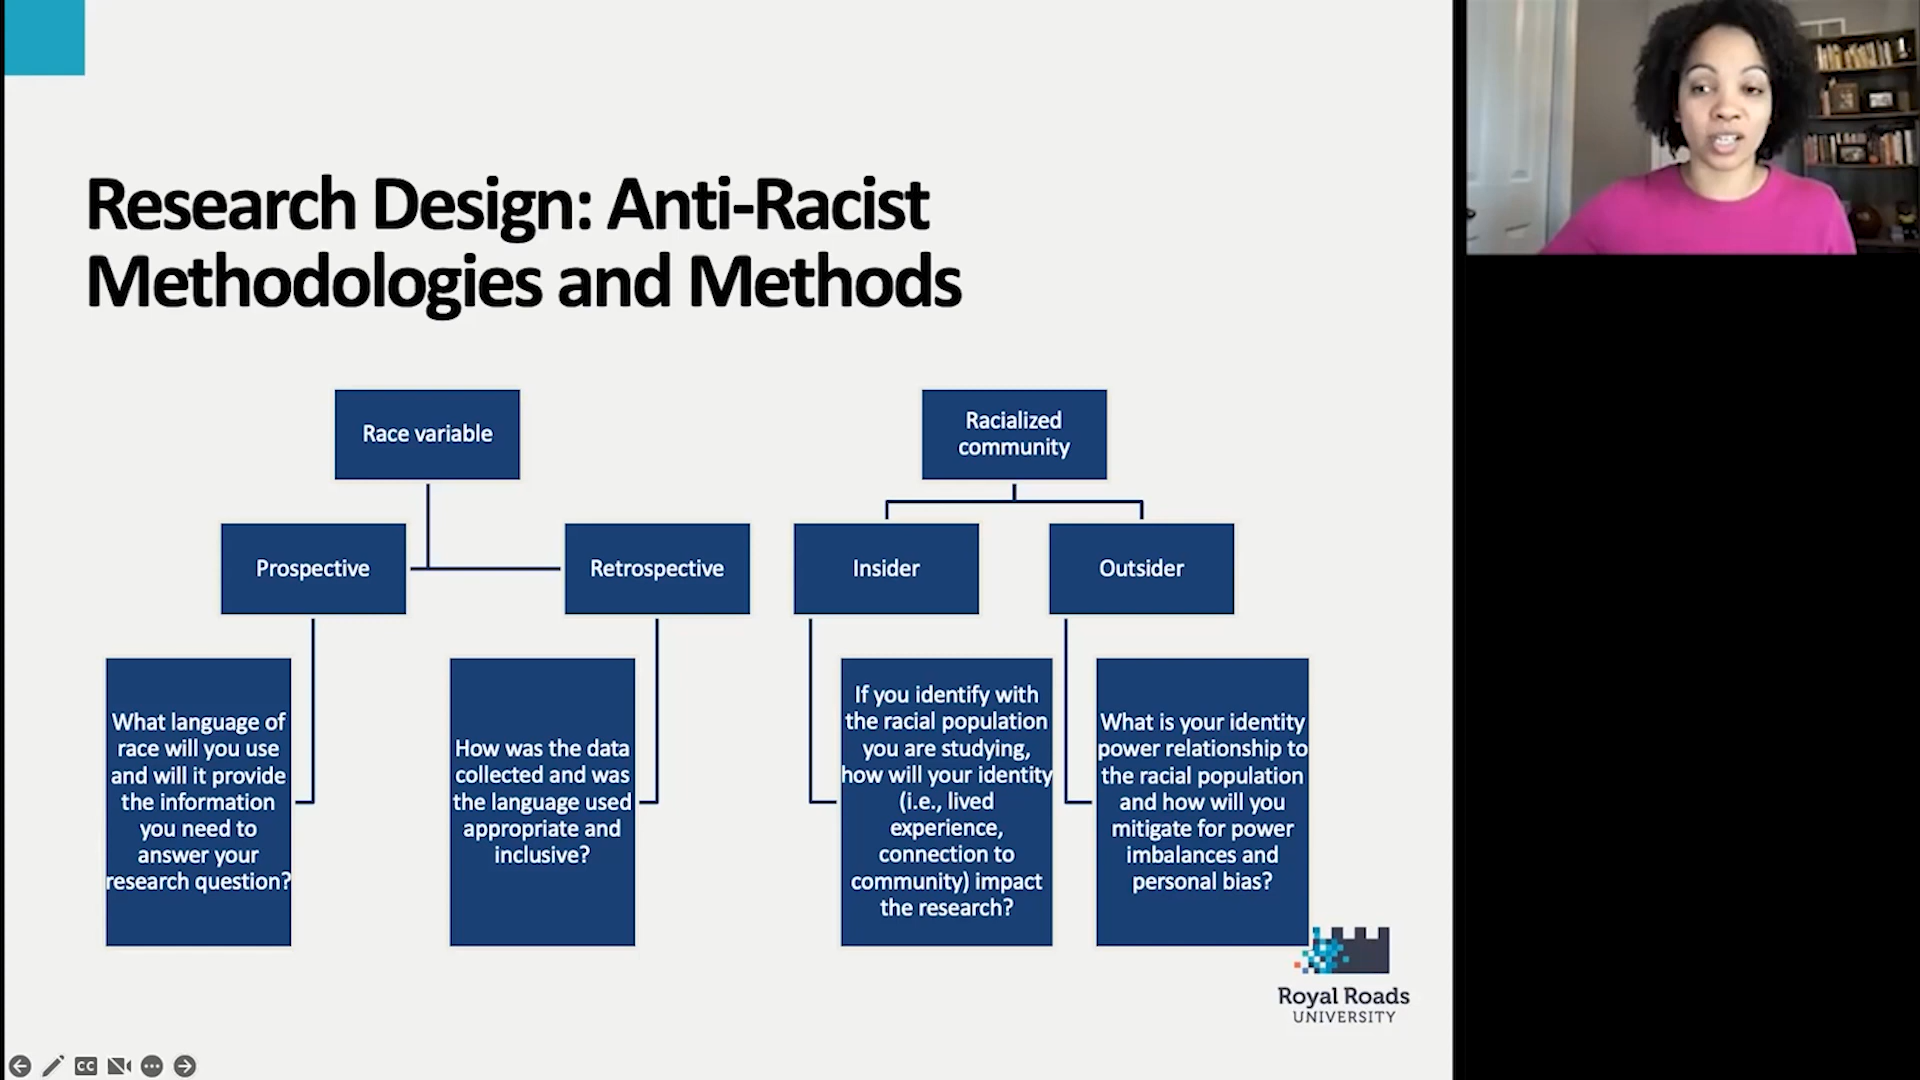 Research Design: Anti-Racist
Methodologies and Methods
Race variable
Racialized
community
Prospective
Retrospective
Insider
Outsider
What language of
race will you use
and will it provide
the information
you need to
answer your
research question?
How was the data
collected and was
the language used
appropriate and
inclusive?
If you identify with
the racial population
you are studying,
how will your identity
(i.e., lived
experience,
connection to
community) impact
the research?
What is your identity
power relationship to
the racial population
and how will you
mitigate for power
imbalances and
personal bias?
Royal Roads
UNIVERSITY
CC